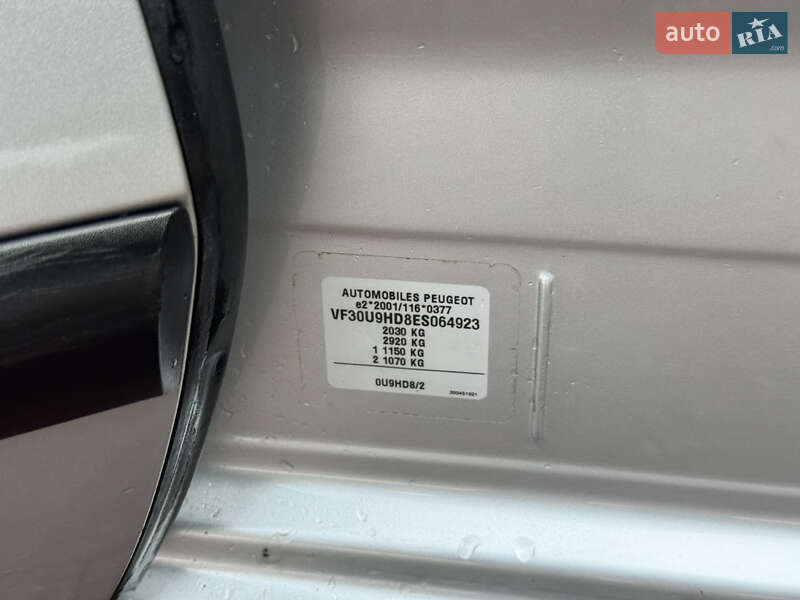 auto RIA
.com
AUTOMOBILES PEUGEOT
e2*2001/116*0377
VF30U9HD8ES064923
2030 KG
2920 KG
1 1150 KG
2 1070 KG
0U9HD8/2